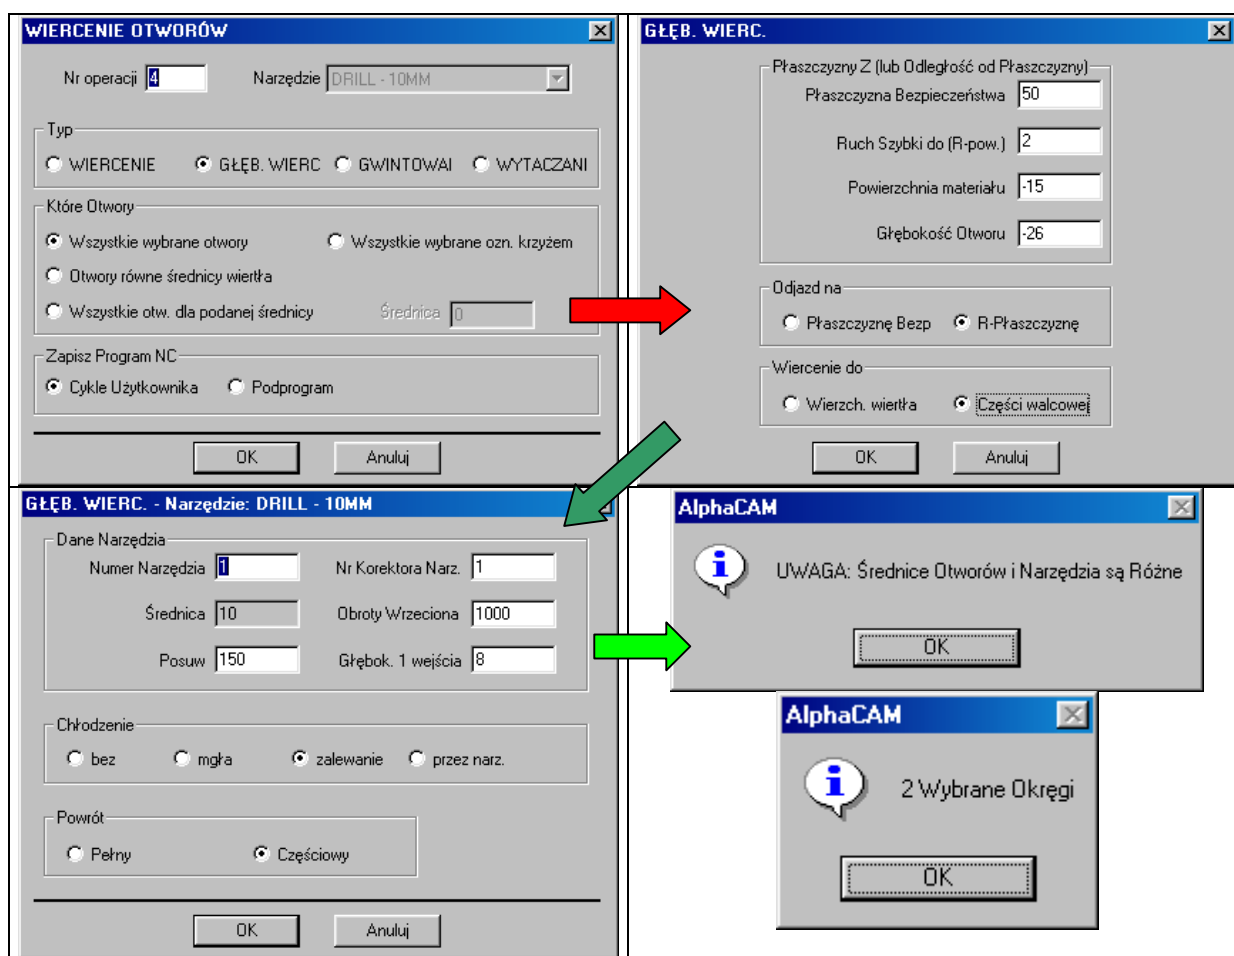 WIERCENIE OTWORÓW
Nr operacji 4 Narzędzie DRILL - 10MM
Typ
WIERCENIE GŁĘB. WIERC GWINTOWAI WYTACZANI
Które Otwory
Wszystkie wybrane otwory Wszystkie wybrane ozn. krzyżem
Otwory równe średnicy wiertła
Wszystkie otw. dla podanej średnicy Średnica 0
Zapisz Program NC
Cykle Użytkownika Podprogram
OK Anuluj
GŁĘB. WIERC.
Płaszczyzny Z (lub Odległość od Płaszczyzny)
Płaszczyzna Bezpieczeństwa 50
Ruch Szybki do (R-pow.) 2
Powierzchnia materiału -15
Głębokość Otworu -26
Odjazd na
Płaszczyznę Bezp R-Płaszczyznę
Wiercenie do
Wierzch. wiertła Części walcowej
OK Anuluj
GŁĘB. WIERC. - Narzędzie: DRILL - 10MM
Dane Narzędzia
Numer Narzędzia 1 Nr Korektora Narz. 1
Średnica 10 Obroty Wrzeciona 1000
Posuw 150 Głębok. 1 wejścia 8
Chłodzenie
bez mgła zalewanie przez narz.
Powrót
Pełny Częściowy
OK Anuluj
AlphaCAM
UWAGA: Średnice Otworów i Narzędzia są Różne
OK
AlphaCAM
2 Wybrane Okręgi
OK